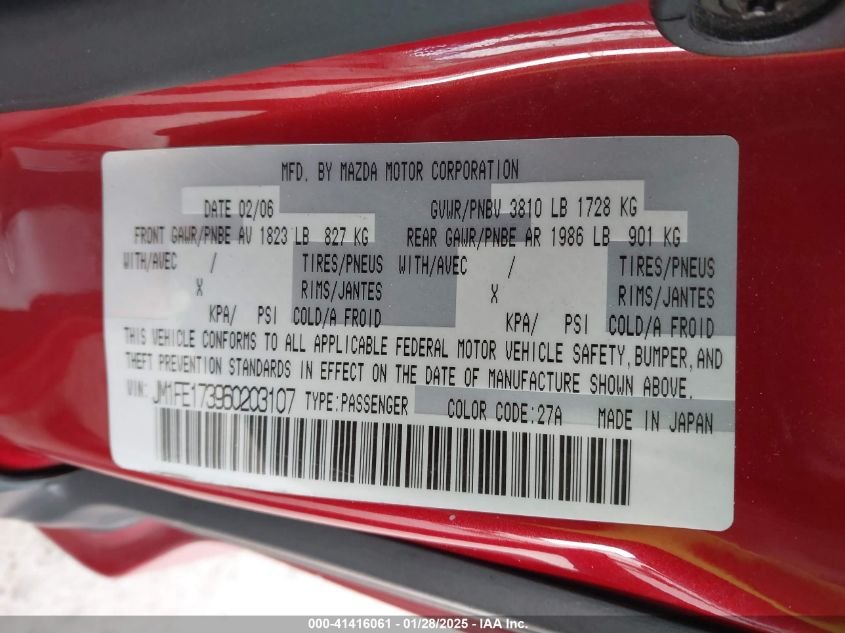 MFD. BY MAZDA MOTOR CORPORATION
DATE 02/06 GVWR/PNBV 3810 LB 1728 KG
FRONT GAWR/PNBE AV 1823 LB 827 KG REAR GAWR/PNBE AR 1986 LB 901 KG
WITH/AVEC / TIRES/PNEUS WITH/AVEC / TIRES/PNEUS
X RIMS/JANTES X RIMS/JANTES
KPA/ PSI COLD/A FROID KPA/ PSI COLD/A FROID
THIS VEHICLE CONFORMS TO ALL APPLICABLE FEDERAL MOTOR VEHICLE SAFETY, BUMPER, AND
THEFT PREVENTION STANDARDS IN EFFECT ON THE DATE OF MANUFACTURE SHOWN ABOVE.
VIN: JM1FE173960203107 TYPE:PASSENGER COLOR CODE:27A MADE IN JAPAN
000-41416061 - 01/28/2025 - IAA Inc.